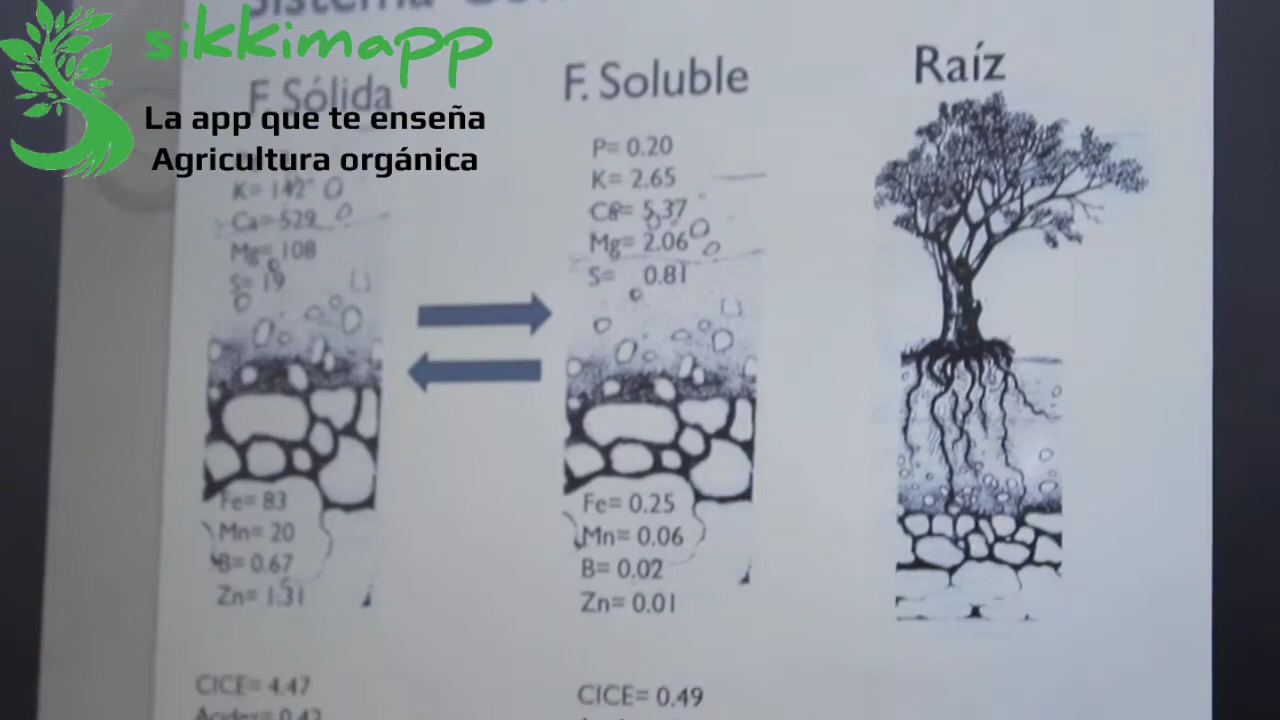 Sistema
sikkimapp
La app que te enseña
Agricultura orgánica
F. Sólida
K= 142
Ca= 529
Mg= 108
S= 19
Fe= 83
Mn= 20
B= 0.67
Zn= 1.31
CICE= 4.47
F. Soluble
P= 0.20
K= 2.65
Ca= 5.37
Mg= 2.06
S= 0.81
Fe= 0.25
Mn= 0.06
B= 0.02
Zn= 0.01
CICE= 0.49
Raíz